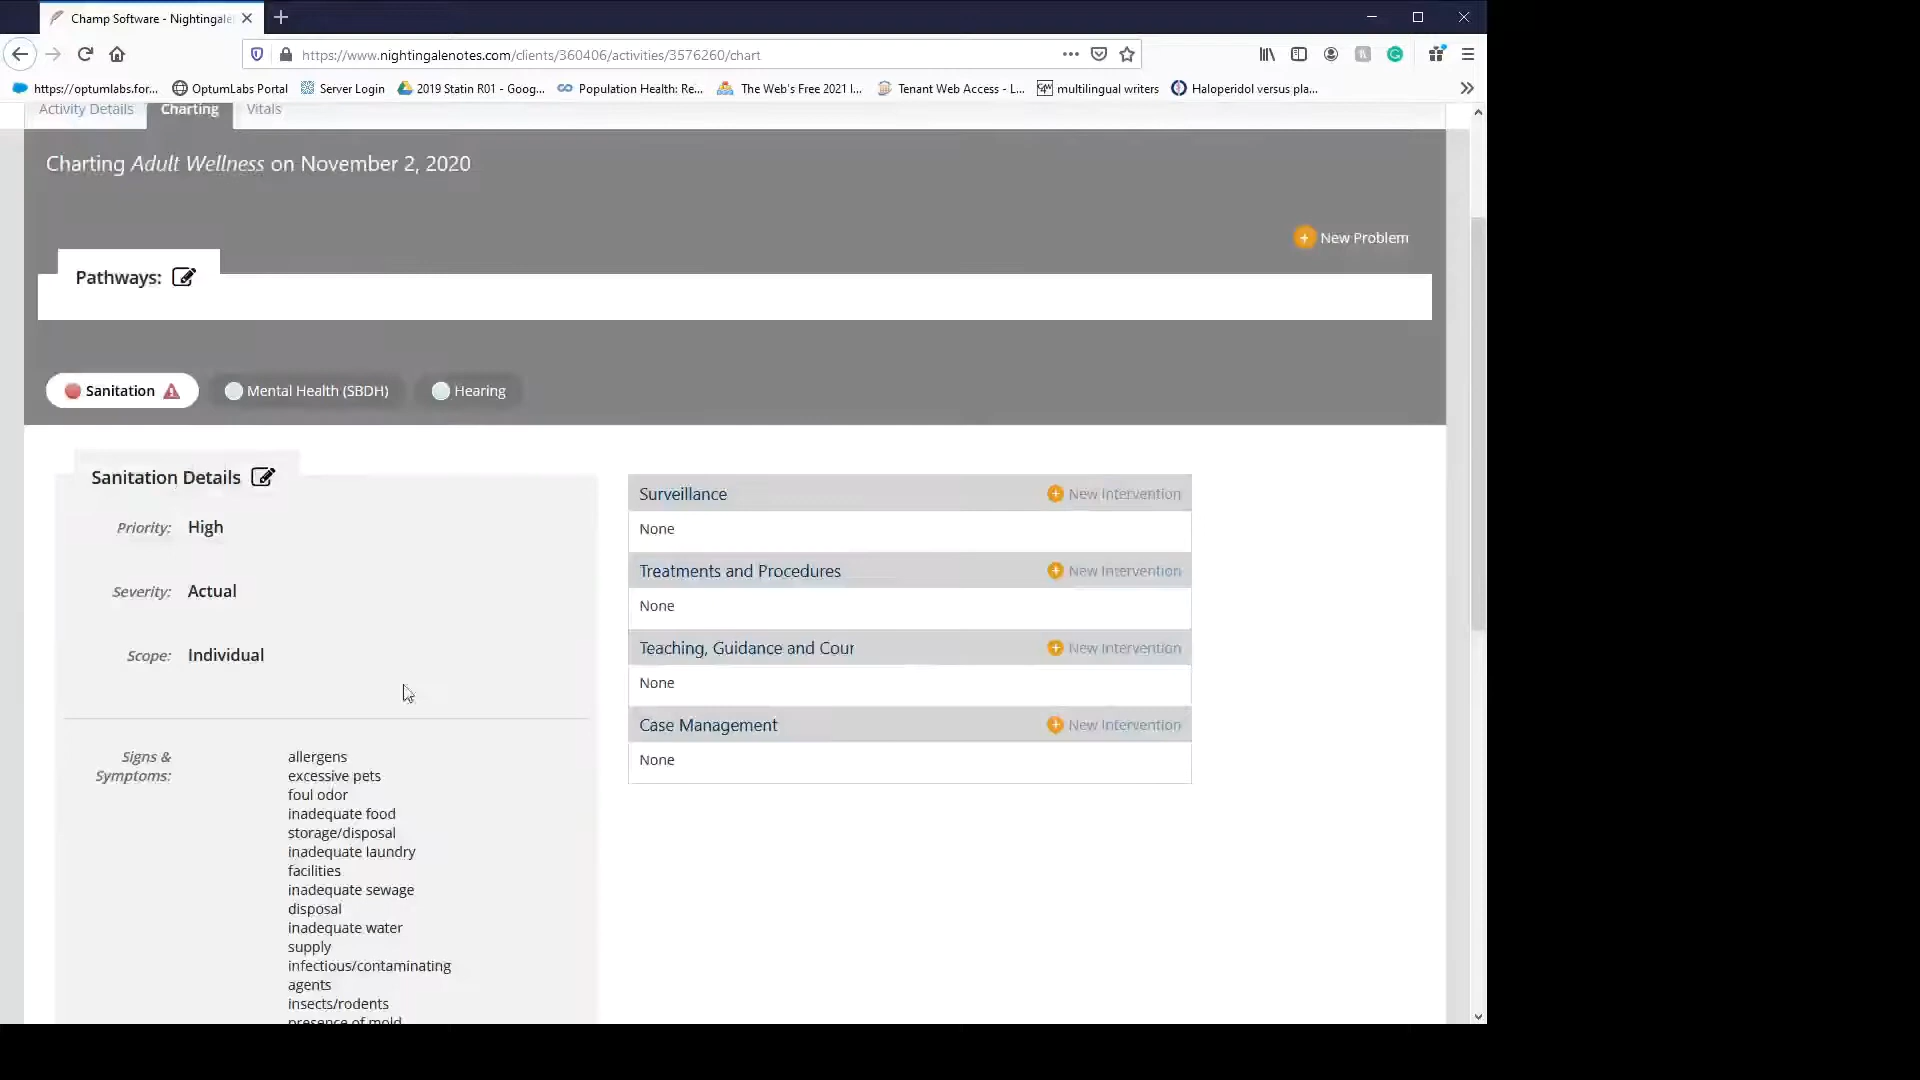 Champ Software - Nightingale
https://www.nightingalenotes.com/clients/360406/activities/3576260/chart
https://optumlabs.for...
OptumLabs Portal
Server Login
2019 Statin R01 - Goog...
Population Health: Re...
The Web's Free 2021 I...
Tenant Web Access - L...
multilingual writers
Haloperidol versus pla...
Activity Details
Charting
Vitals
Charting Adult Wellness on November 2, 2020
New Problem
Pathways:
Sanitation
Mental Health (SBDH)
Hearing
Sanitation Details
Priority: High
Severity: Actual
Scope: Individual
Signs &
Symptoms:
allergens
excessive pets
foul odor
inadequate food
storage/disposal
inadequate laundry
facilities
inadequate sewage
disposal
inadequate water
supply
infectious/contaminating
agents
insects/rodents
presence of mold
Surveillance
New Intervention
None
Treatments and Procedures
New Intervention
None
Teaching, Guidance and Cour
New Intervention
None
Case Management
New Intervention
None